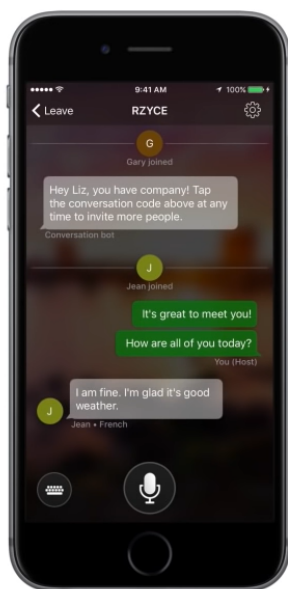 9:41 AM
100%
Leave
RZYCE
G
Gary joined
Hey Liz, you have company! Tap
the conversation code above at any
time to invite more people.
Conversation bot
J
Jean joined
It's great to meet you!
How are all of you today?
You (Host)
I am fine. I'm glad it's good
weather.
J
Jean • French